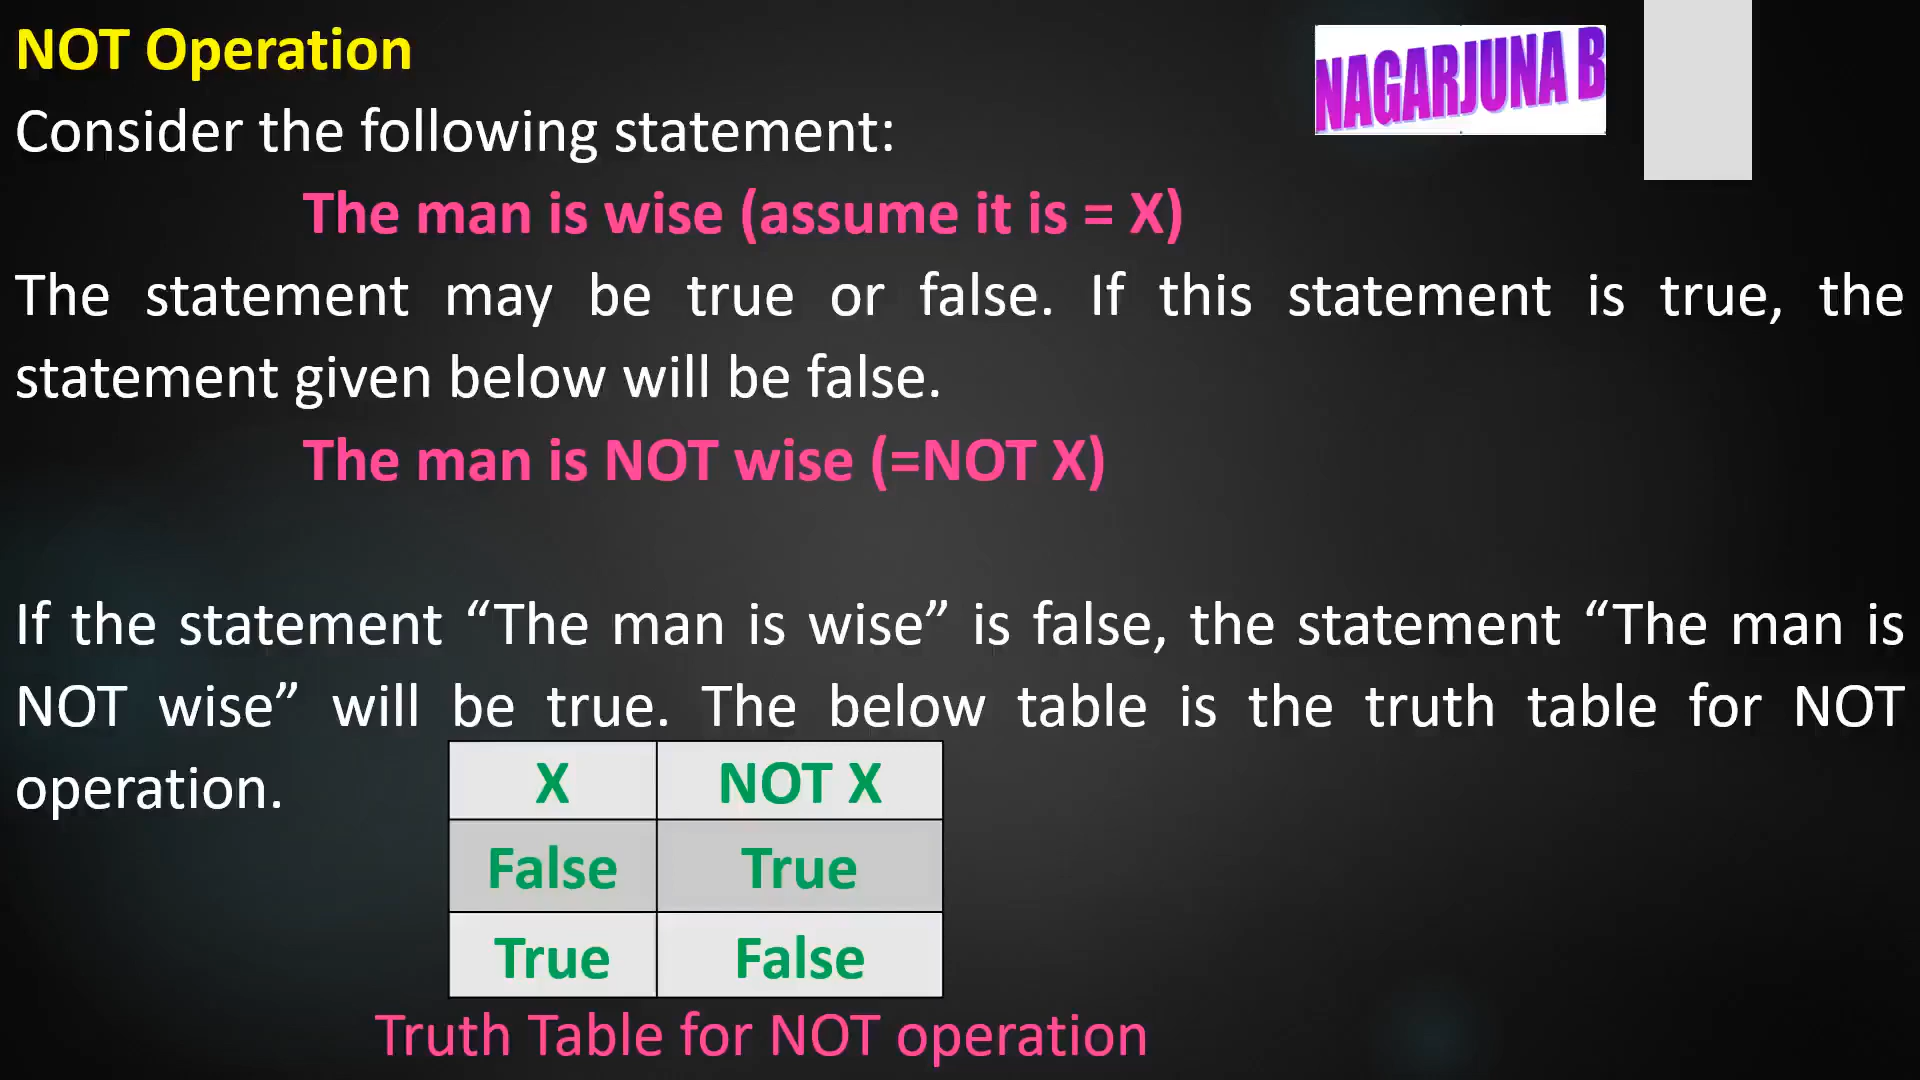 NOT Operation
NAGARJUNA B
Consider the following statement:
The man is wise (assume it is = X)
The statement may be true or false. If this statement is true, the
statement given below will be false.
The man is NOT wise (=NOT X)
If the statement “The man is wise” is false, the statement “The man is
NOT wise” will be true. The below table is the truth table for NOT
operation.
X NOT X
False True
True False
Truth Table for NOT operation